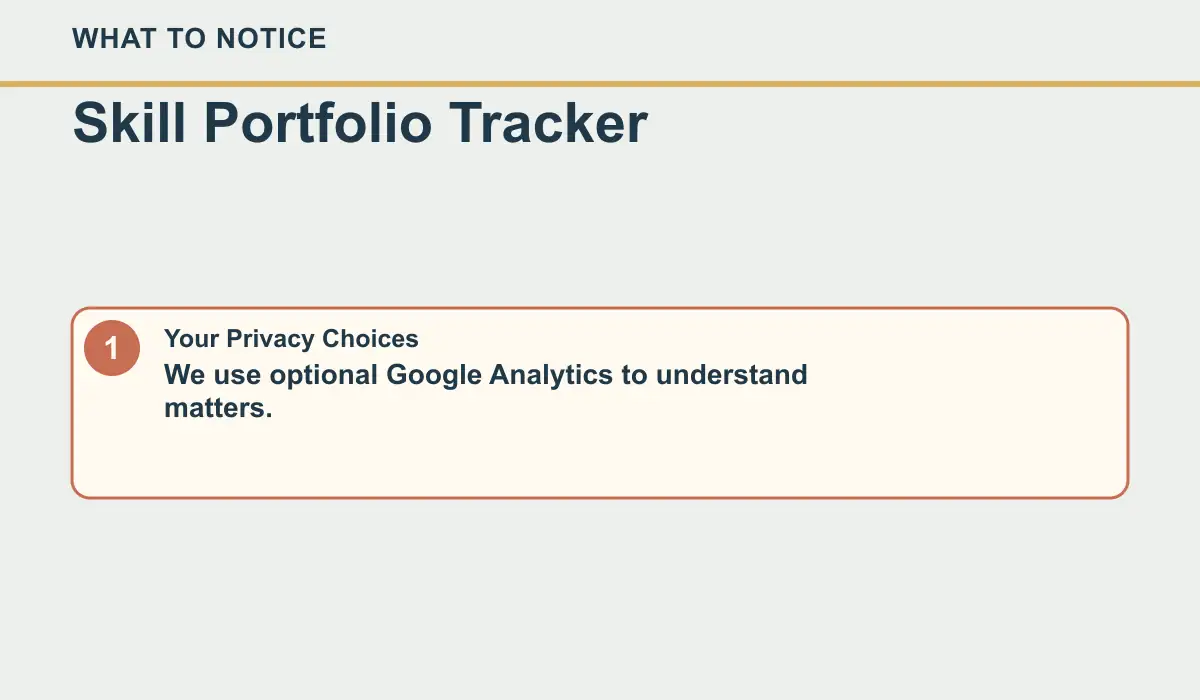 WHAT TO NOTICE
Skill Portfolio Tracker
1
Your Privacy Choices
We use optional Google Analytics to understand
matters.